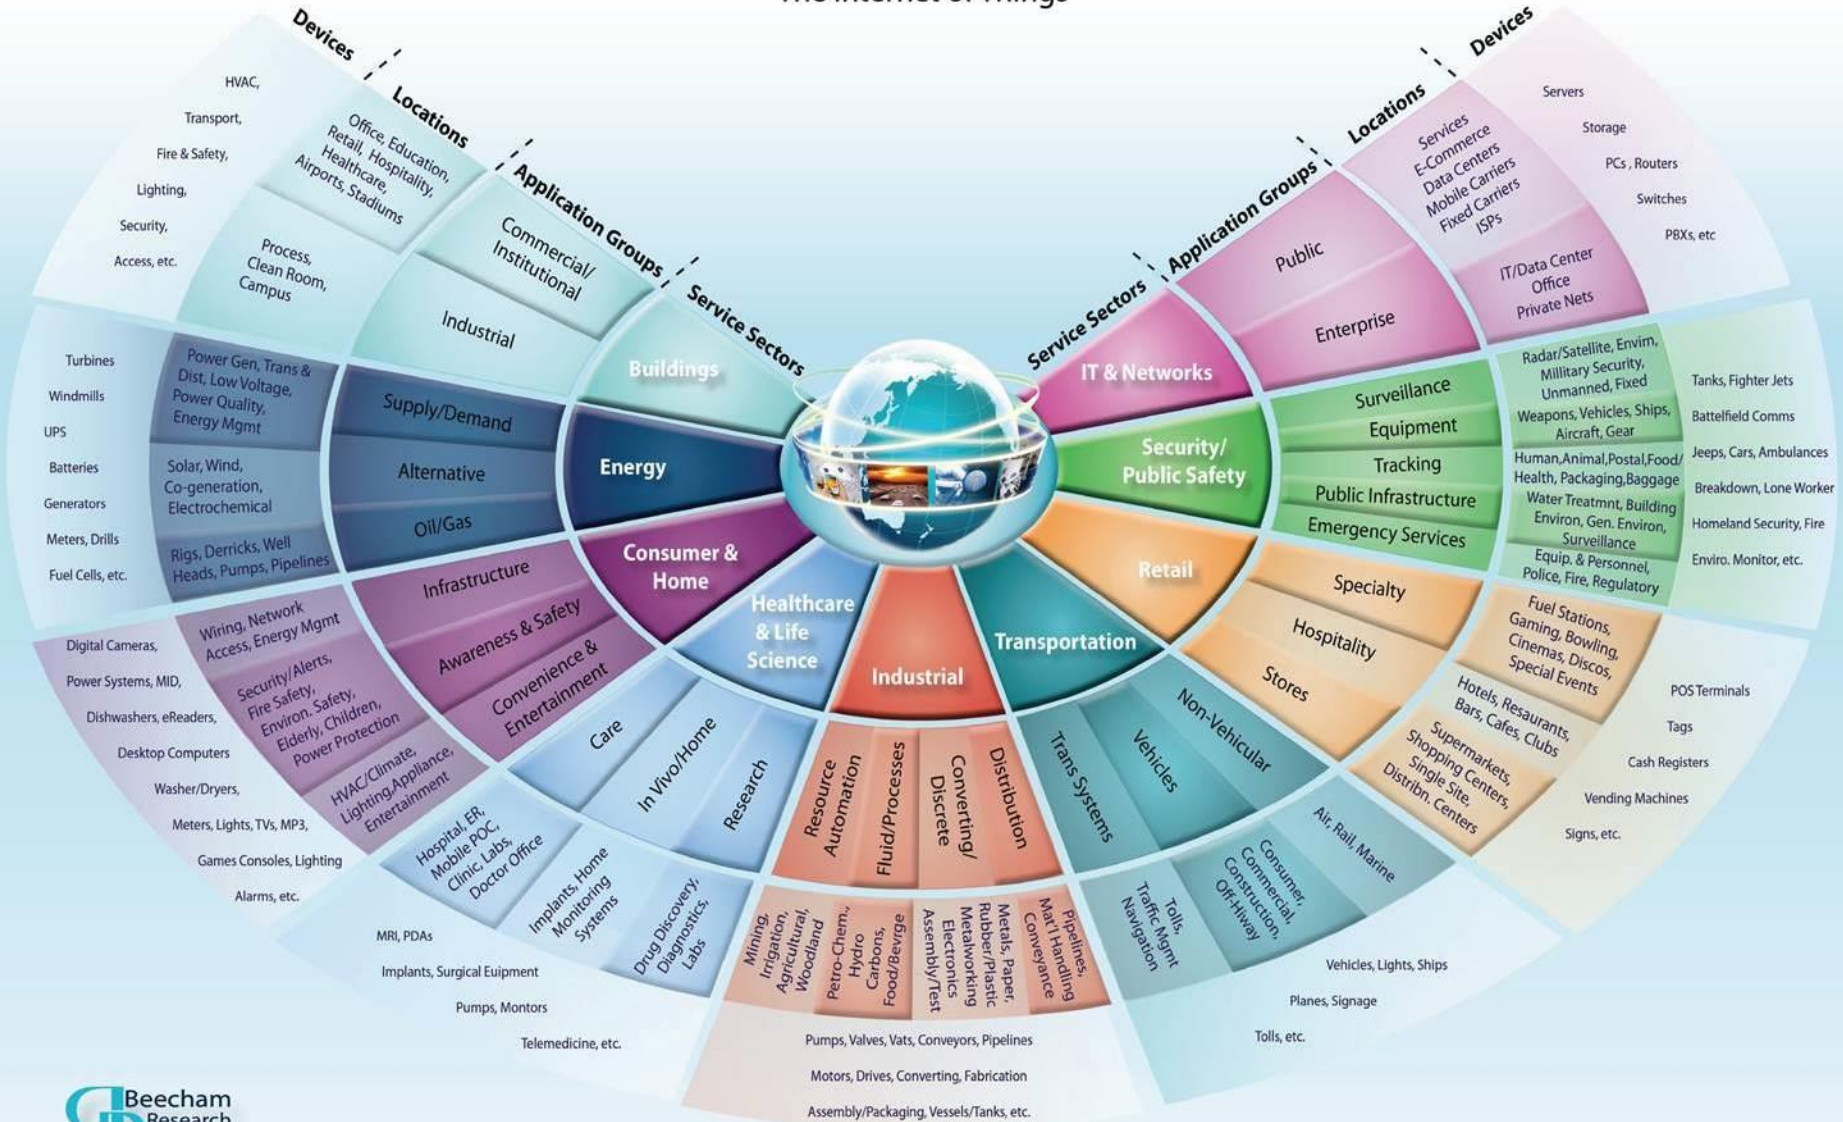 The Internet of Things
Devices
Locations
Application Groups
Service Sectors
Service Sectors
Application Groups
Locations
Devices
Buildings
Commercial/
Institutional
Industrial
Office, Education,
Retail, Hospitality,
Healthcare,
Airports, Stadiums
Process,
Clean Room,
Campus
HVAC,
Transport,
Fire & Safety,
Lighting,
Security,
Access, etc.
Energy
Supply/Demand
Alternative
Oil/Gas
Power Gen, Trans &
Dist, Low Voltage,
Power Quality,
Energy Mgmt
Solar, Wind,
Co-generation,
Electrochemical
Rigs, Derricks, Well
Heads, Pumps, Pipelines
Turbines
Windmills
UPS
Batteries
Generators
Meters, Drills
Fuel Cells, etc.
Consumer &
Home
Infrastructure
Awareness & Safety
Convenience &
Entertainment
Wiring, Network
Access, Energy Mgmt
Security/Alerts,
Fire Safety,
Environ. Safety,
Elderly, Children,
Power Protection
HVAC/Climate,
Lighting,Appliance,
Entertainment
Digital Cameras,
Power Systems, MID,
Dishwashers, eReaders,
Desktop Computers
Washer/Dryers,
Meters, Lights, TVs, MP3,
Games Consoles, Lighting
Alarms, etc.
Healthcare
& Life
Science
Care
In Vivo/Home
Research
Hospital, ER,
Mobile POC,
Clinic, Labs,
Doctor Office
Implants, Home
Monitoring
Systems
Drug Discovery,
Diagnostics,
Labs
MRI, PDAs
Implants, Surgical Euipment
Pumps, Montors
Telemedicine, etc.
Industrial
Resource
Automation
Fluid/Processes
Converting/
Discrete
Distribution
Mining,
Irrigation,
Agricultural,
Woodland
Petro-Chem.,
Hydro
Carbons,
Food/Bevrge
Metals, Paper,
Rubber/Plastic
Metalworking
Electronics
Assembly/Test
Pipelines,
Mat'l Handling
Conveyance
Pumps, Valves, Vats, Conveyors, Pipelines
Motors, Drives, Converting, Fabrication
Assembly/Packaging, Vessels/Tanks, etc.
Transportation
Non-Vehicular
Vehicles
Trans Systems
Air, Rail, Marine
Consumer,
Commercial,
Construction,
Off-Hiway
Tolls,
Traffic Mgmt
Navigation
Vehicles, Lights, Ships
Planes, Signage
Tolls, etc.
Retail
Specialty
Hospitality
Stores
Fuel Stations,
Gaming, Bowling,
Cinemas, Discos,
Special Events
Hotels, Resaurants,
Bars, Cafes, Clubs
Supermarkets,
Shopping Centers,
Single Site,
Distribn. Centers
POS Terminals
Tags
Cash Registers
Vending Machines
Signs, etc.
Security/
Public Safety
Surveillance
Equipment
Tracking
Public Infrastructure
Emergency Services
Radar/Satellite, Envirn,
Millitary Security,
Unmanned, Fixed
Weapons, Vehicles, Ships,
Aircraft, Gear
Human,Animal,Postal,Food/
Health, Packaging,Baggage
Water Treatmnt, Building
Environ, Gen. Environ,
Surveillance
Equip. & Personnel,
Police, Fire, Regulatory
Tanks, Fighter Jets
Battelfield Comms
Jeeps, Cars, Ambulances
Breakdown, Lone Worker
Homeland Security, Fire
Enviro. Monitor, etc.
IT & Networks
Public
Enterprise
Services
E-Commerce
Data Centers
Mobile Carriers
Fixed Carriers
ISPs
IT/Data Center
Office
Private Nets
Servers
Storage
PCs , Routers
Switches
PBXs, etc
Beecham
Research